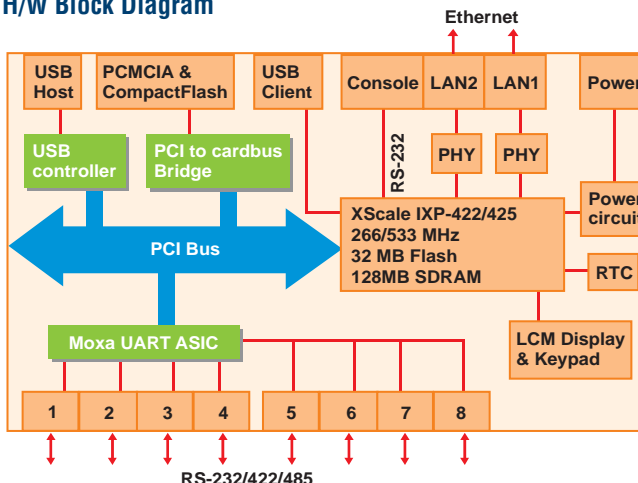 H/W Block Diagram
Ethernet
USB
Host
PCMCIA &
CompactFlash
USB
Client
Console
LAN2
LAN1
Power
USB
controller
PCI to cardbus
Bridge
RS-232
PHY
PHY
XScale IXP-422/425
266/533 MHz
32 MB Flash
128MB SDRAM
Power
circuit
PCI Bus
RTC
Moxa UART ASIC
LCM Display
& Keypad
1 2 3 4 5 6 7 8
RS-232/422/485